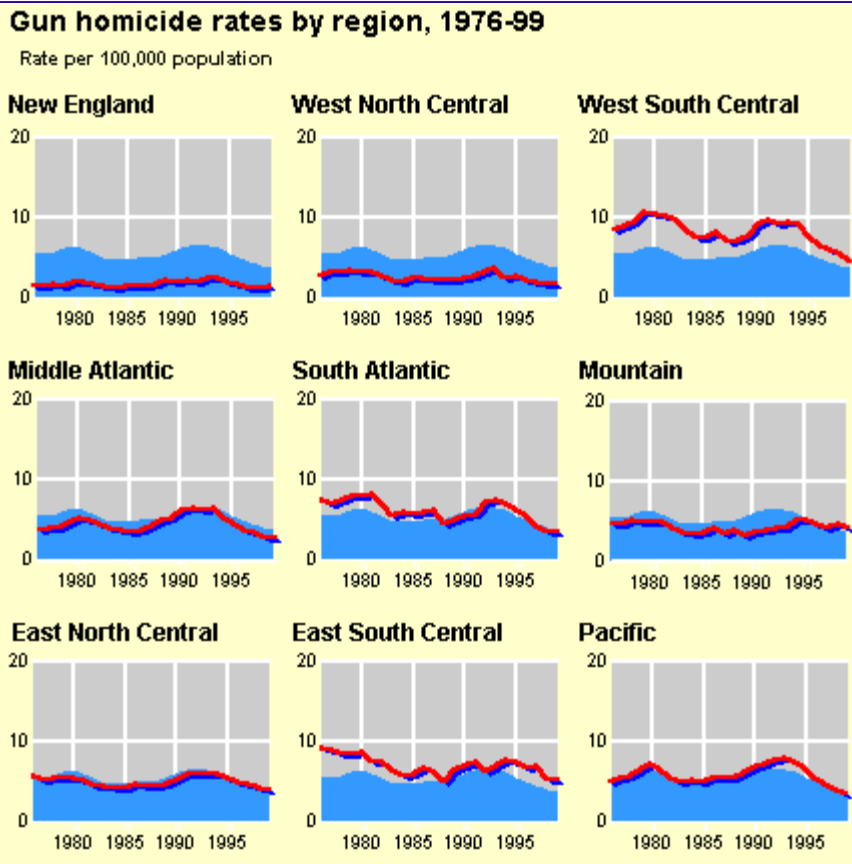 Gun homicide rates by region, 1976-99
Rate per 100,000 population
New England
20
10
0
1980 1985 1990 1995
West North Central
20
10
0
1980 1985 1990 1995
West South Central
20
10
0
1980 1985 1990 1995
Middle Atlantic
20
10
0
1980 1985 1990 1995
South Atlantic
20
10
0
1980 1985 1990 1995
Mountain
20
10
0
1980 1985 1990 1995
East North Central
20
10
0
1980 1985 1990 1995
East South Central
20
10
0
1980 1985 1990 1995
Pacific
20
10
0
1980 1985 1990 1995